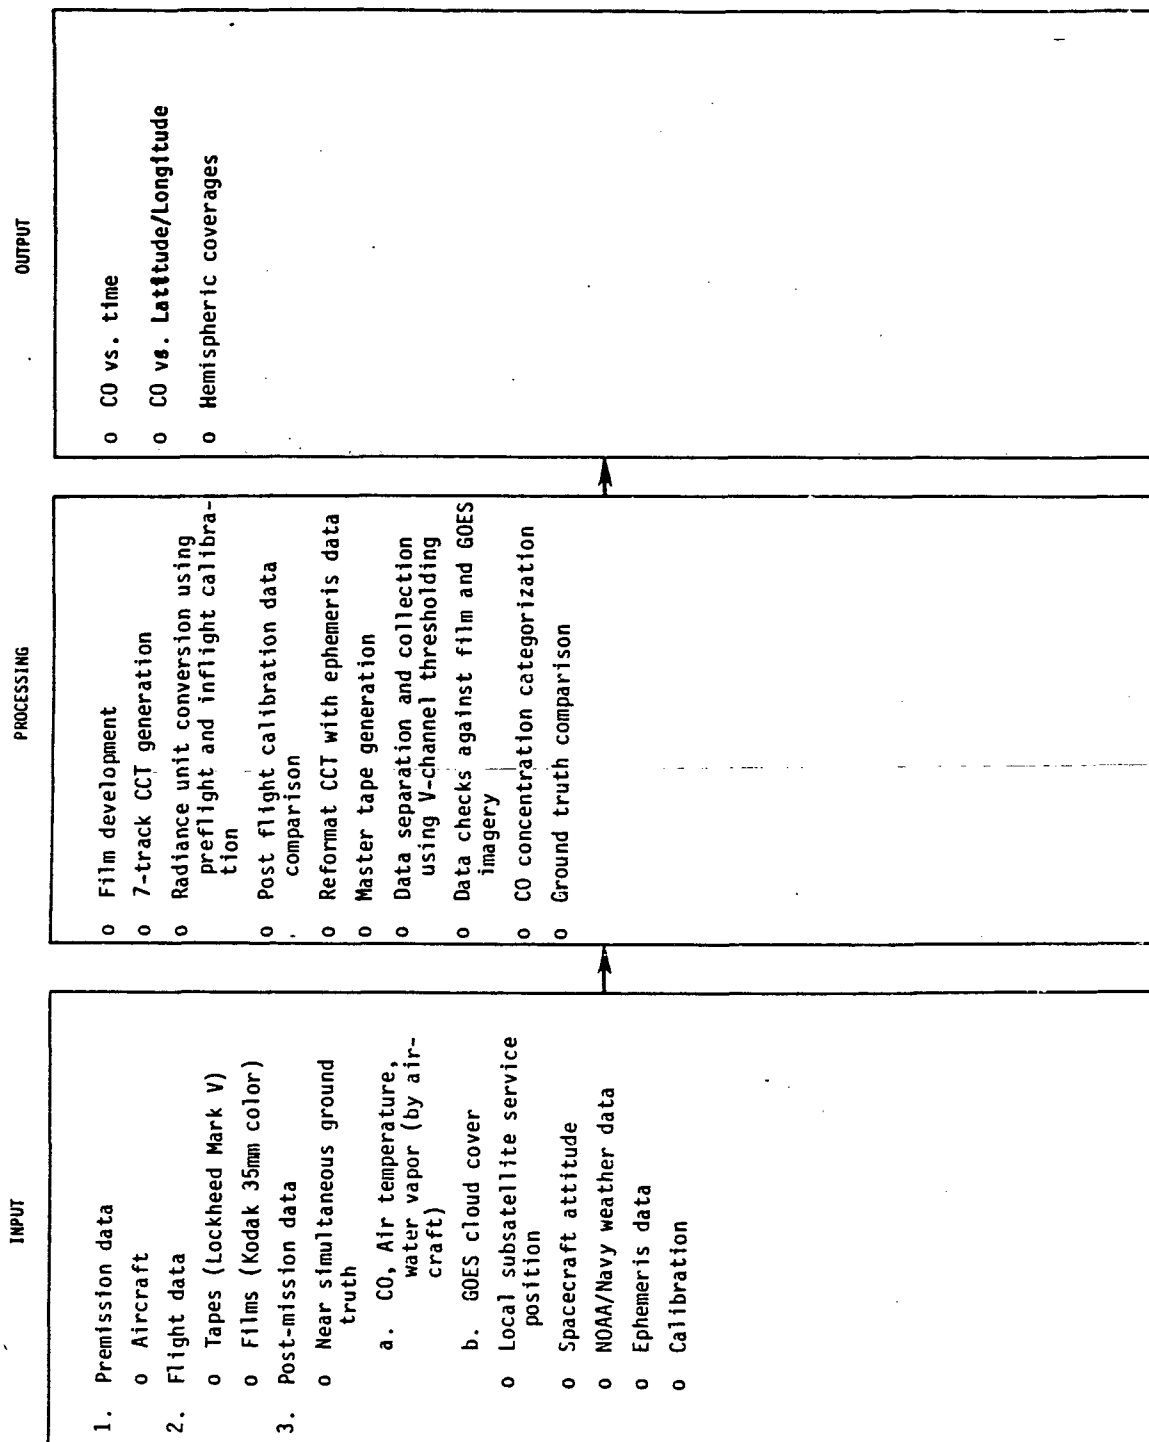 INPUT
1. Premission data
o Aircraft
2. Flight data
o Tapes (Lockheed Mark V)
o Films (Kodak 35mm color)
3. Post-mission data
o Near simultaneous ground
truth
a. CO, Air temperature,
water vapor (by air-
craft)
b. GOES cloud cover
o Local subsatellite service
position
o Spacecraft attitude
o NOAA/Navy weather data
o Ephemeris data
o Calibration
PROCESSING
o Film development
o 7-track CCT generation
o Radiance unit conversion using
preflight and inflight calibra-
tion
o Post flight calibration data
comparison
o Reformat CCT with ephemeris data
o Master tape generation
o Data separation and collection
using V-channel thresholding
o Data checks against film and GOES
imagery
o CO concentration categorization
o Ground truth comparison
OUTPUT
o CO vs. time
o CO vs. Latitude/Longitude
o Hemispheric coverages